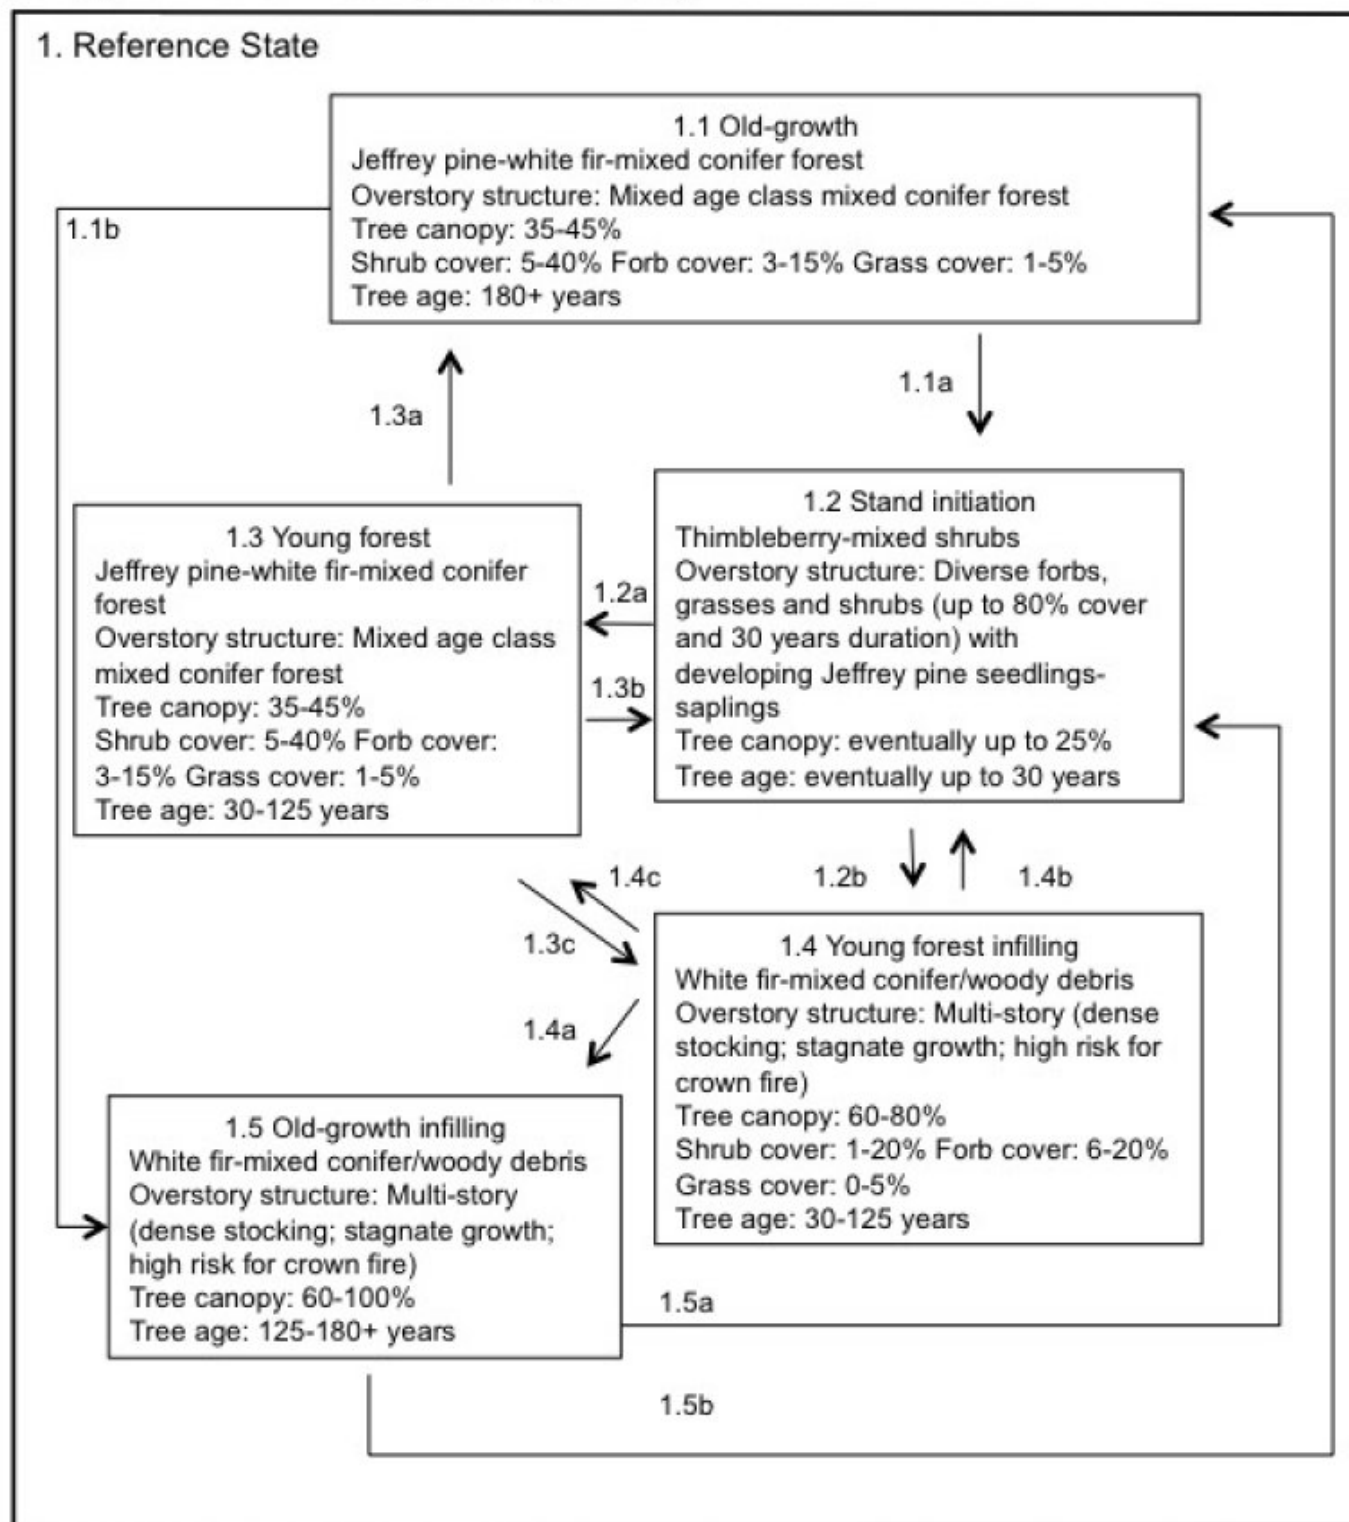 1. Reference State
1.1 Old-growth
Jeffrey pine-white fir-mixed conifer forest
Overstory structure: Mixed age class mixed conifer forest
Tree canopy: 35-45%
Shrub cover: 5-40% Forb cover: 3-15% Grass cover: 1-5%
Tree age: 180+ years
1.1b
1.1a
1.3a
1.2 Stand initiation
Thimbleberry-mixed shrubs
Overstory structure: Diverse forbs,
grasses and shrubs (up to 80% cover
and 30 years duration) with
developing Jeffrey pine seedlings-
saplings
Tree canopy: eventually up to 25%
Tree age: eventually up to 30 years
1.3 Young forest
Jeffrey pine-white fir-mixed conifer
forest
Overstory structure: Mixed age class
mixed conifer forest
Tree canopy: 35-45%
Shrub cover: 5-40% Forb cover:
3-15% Grass cover: 1-5%
Tree age: 30-125 years
1.2a
1.3b
1.4c
1.2b
1.4b
1.3c
1.4a
1.4 Young forest infilling
White fir-mixed conifer/woody debris
Overstory structure: Multi-story (dense
stocking; stagnate growth; high risk for
crown fire)
Tree canopy: 60-80%
Shrub cover: 1-20% Forb cover: 6-20%
Grass cover: 0-5%
Tree age: 30-125 years
1.5 Old-growth infilling
White fir-mixed conifer/woody debris
Overstory structure: Multi-story
(dense stocking; stagnate growth;
high risk for crown fire)
Tree canopy: 60-100%
Tree age: 125-180+ years
1.5a
1.5b